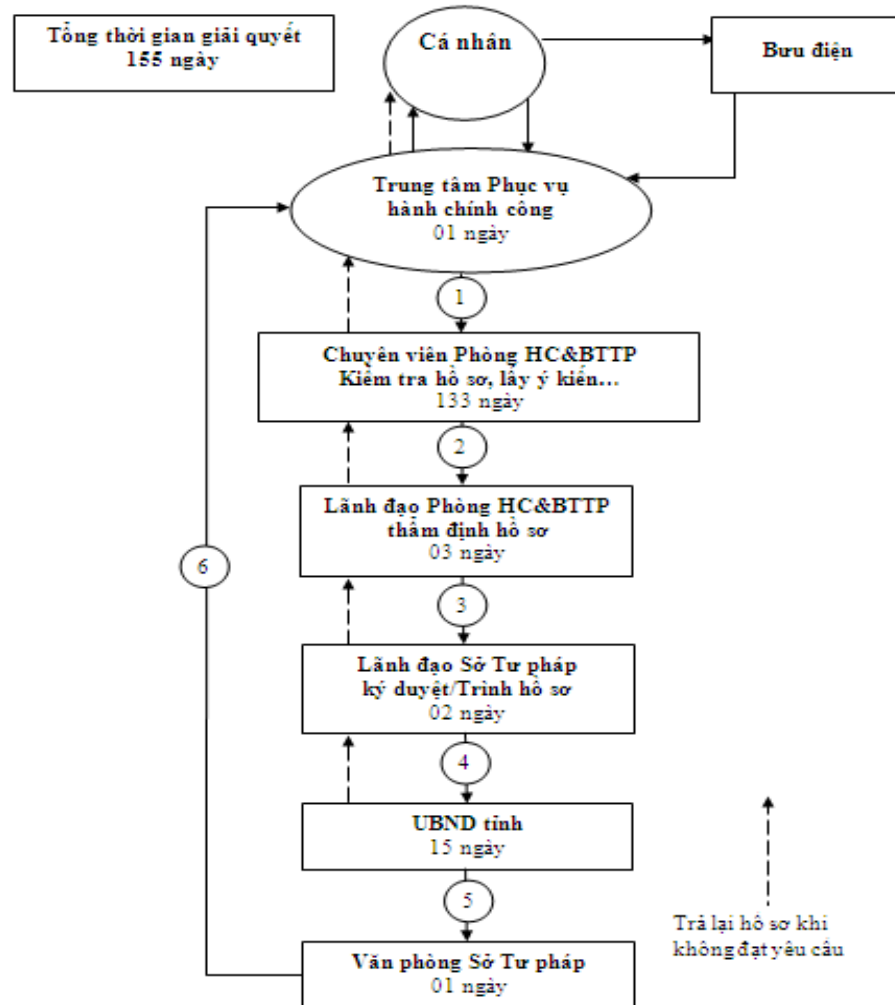 Tổng thời gian giải quyết
155 ngày
Cá nhân
Bưu điện
Trung tâm Phục vụ
hành chính công
01 ngày
1
Chuyên viên Phòng HC&BTTP
Kiểm tra hồ sơ, lấy ý kiến...
133 ngày
2
Lãnh đạo Phòng HC&BTTP
thẩm định hồ sơ
03 ngày
6
3
Lãnh đạo Sở Tư pháp
ký duyệt/Trình hồ sơ
02 ngày
4
UBND tỉnh
15 ngày
5
Trả lại hồ sơ khi
không đạt yêu cầu
Văn phòng Sở Tư pháp
01 ngày